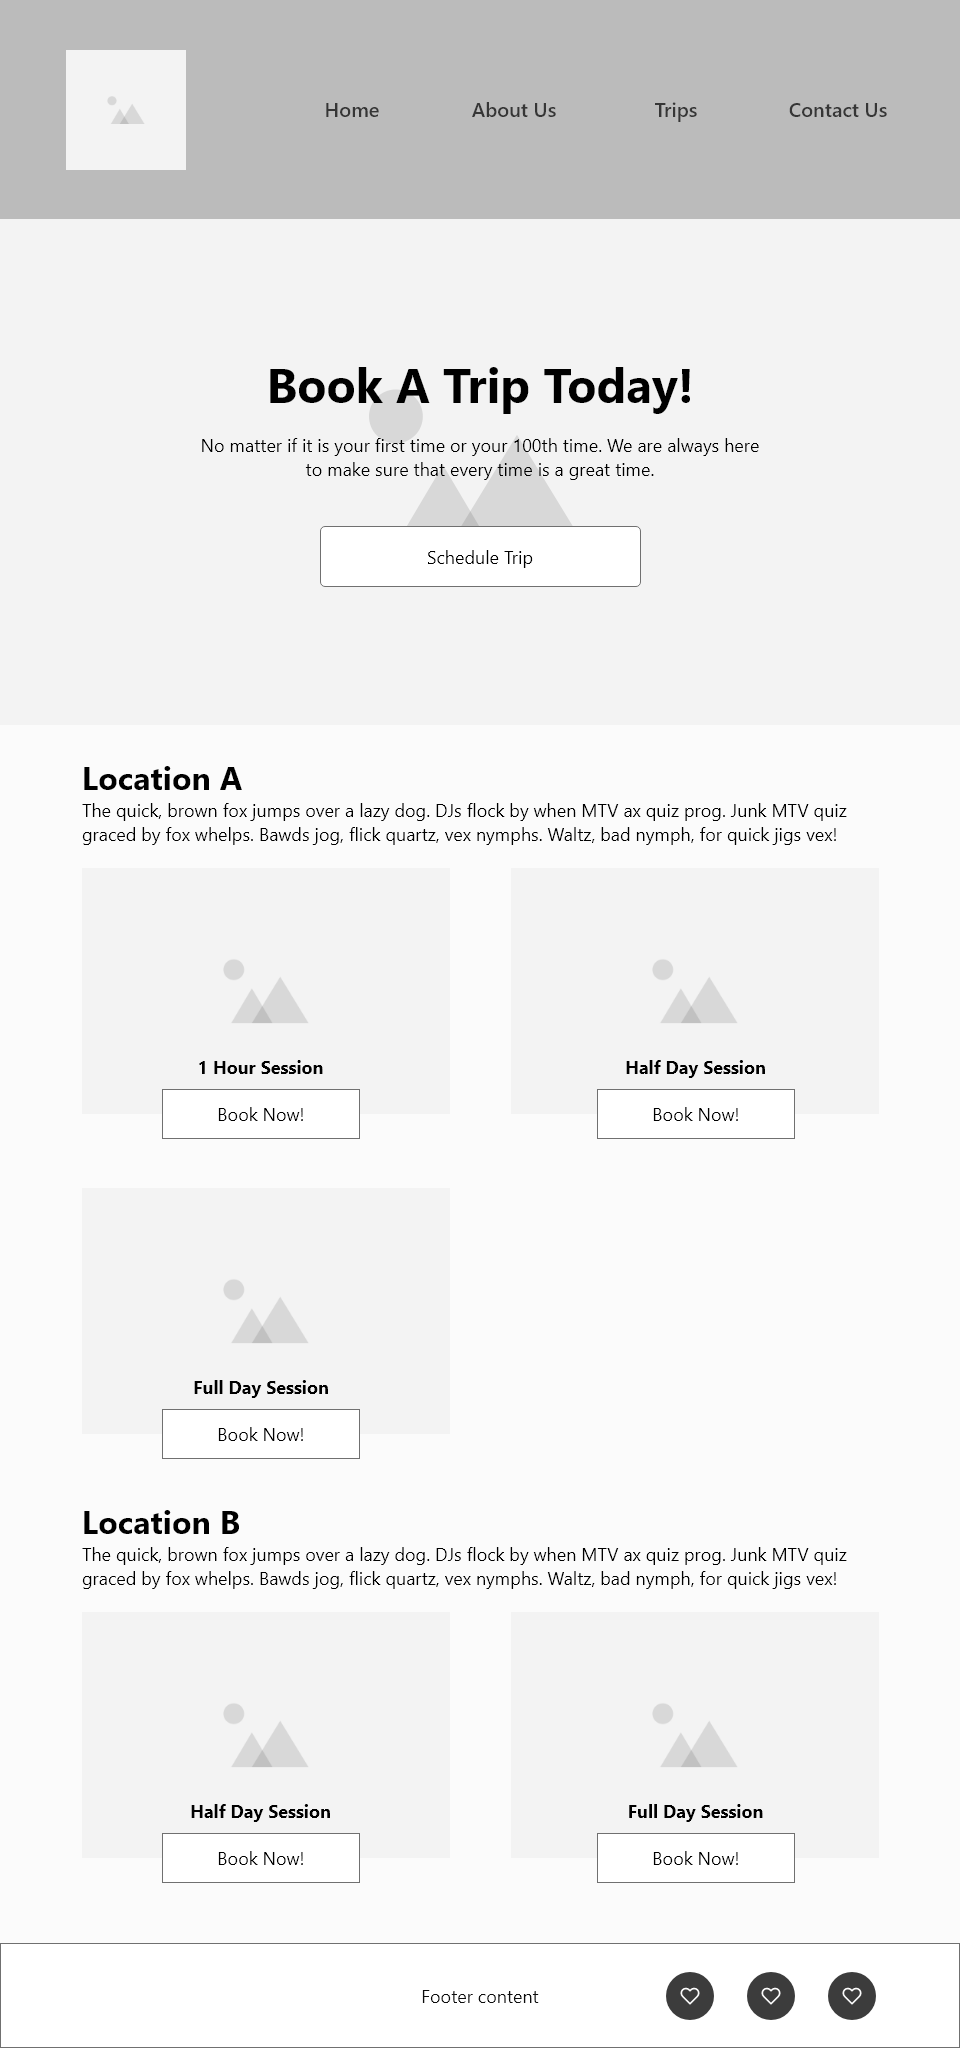 Home About Us Trips Contact Us
Book A Trip Today!
No matter if it is your first time or your 100th time. We are always here
to make sure that every time is a great time.
Schedule Trip
Location A
The quick, brown fox jumps over a lazy dog. DJs flock by when MTV ax quiz prog. Junk MTV quiz
graced by fox whelps. Bawds jog, flick quartz, vex nymphs. Waltz, bad nymph, for quick jigs vex!
1 Hour Session
Book Now!
Half Day Session
Book Now!
Full Day Session
Book Now!
Location B
The quick, brown fox jumps over a lazy dog. DJs flock by when MTV ax quiz prog. Junk MTV quiz
graced by fox whelps. Bawds jog, flick quartz, vex nymphs. Waltz, bad nymph, for quick jigs vex!
Half Day Session
Book Now!
Full Day Session
Book Now!
Footer content